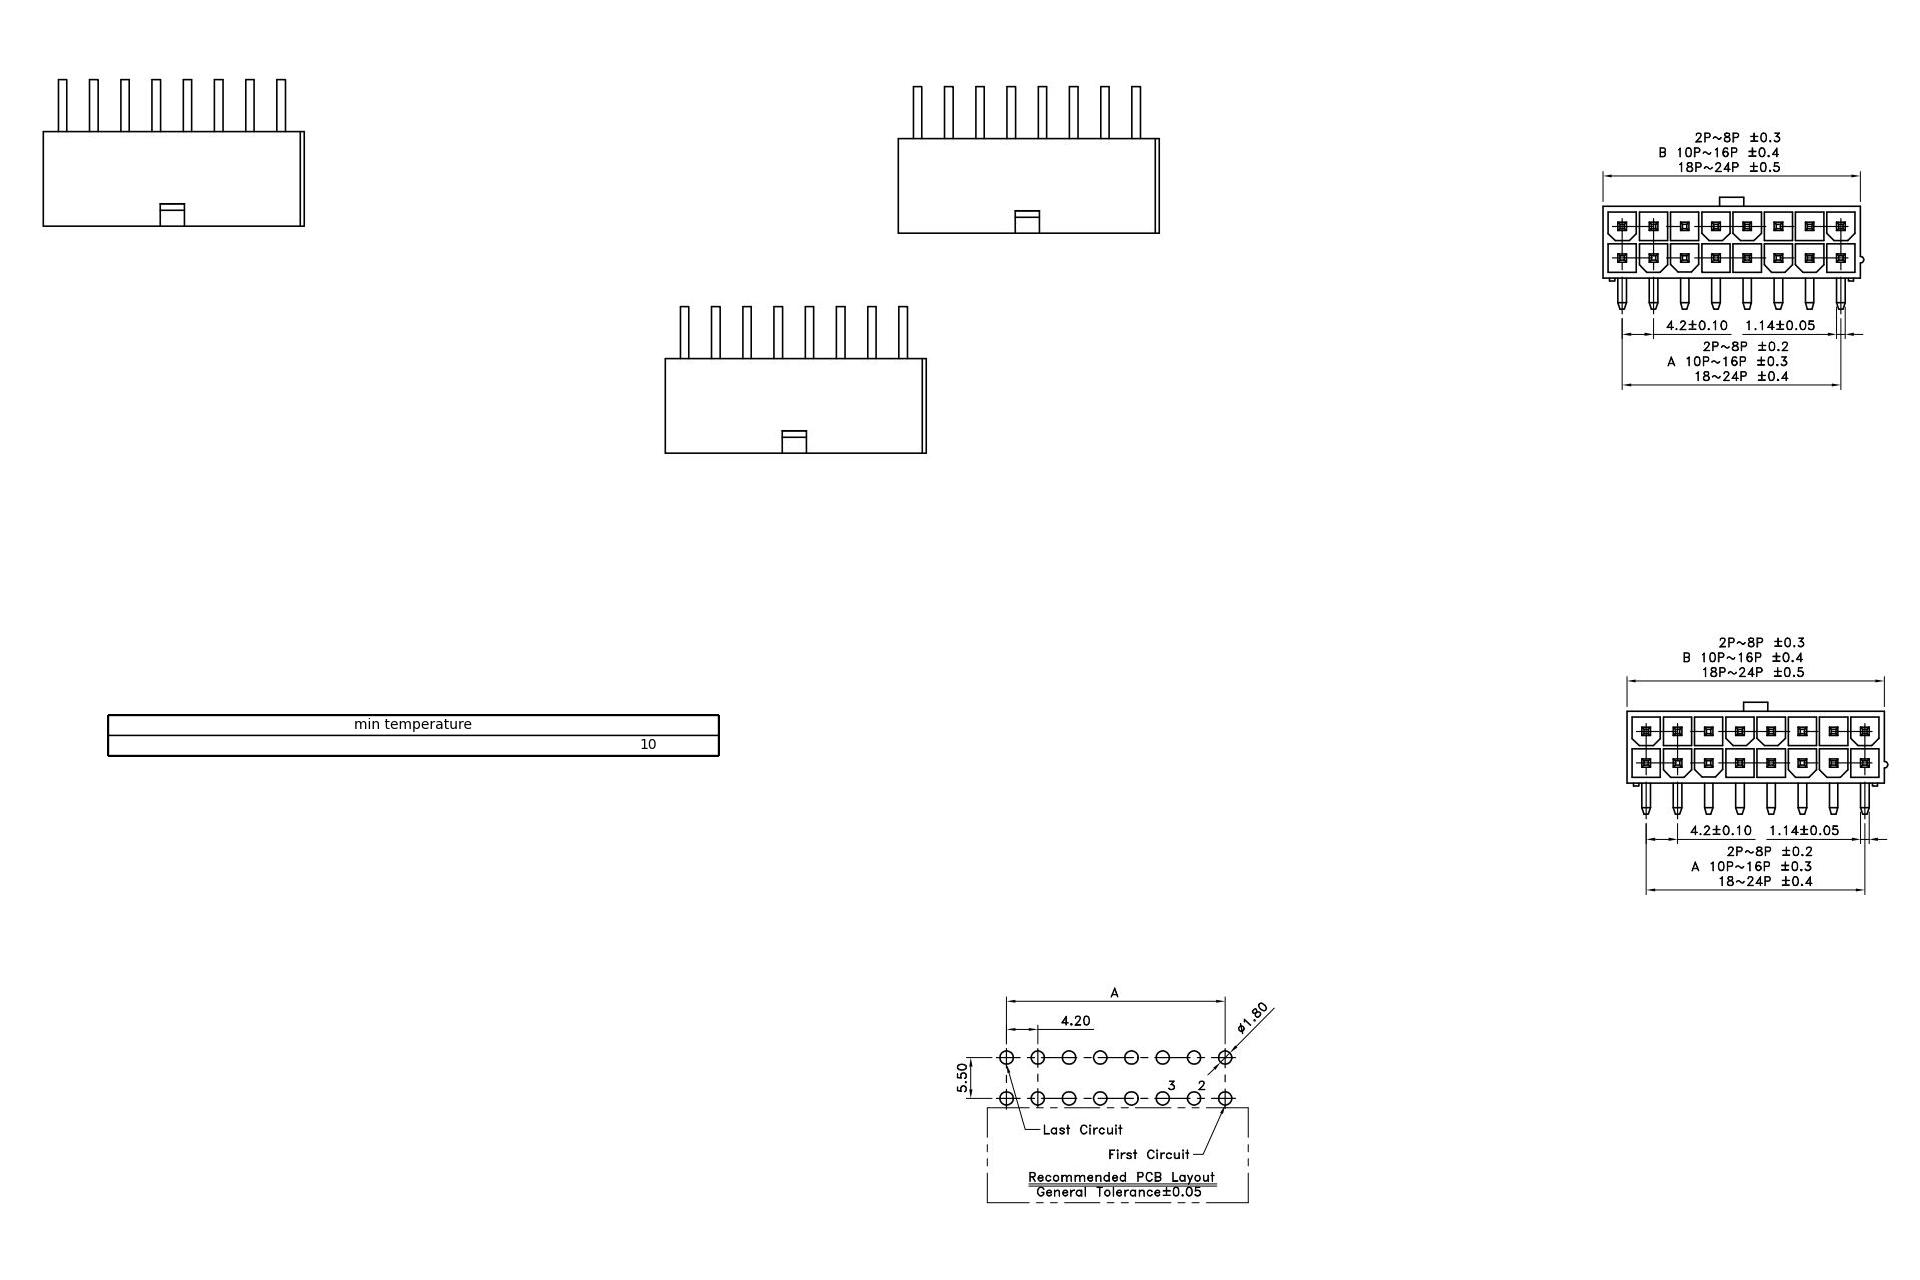 2P~8P ±0.3
B 10P~16P ±0.4
18P~24P ±0.5
4.2±0.10 1.14±0.05
2P~8P ±0.2
A 10P~16P ±0.3
18~24P ±0.4
2P~8P ±0.3
B 10P~16P ±0.4
18P~24P ±0.5
min temperature
10
4.2±0.10 1.14±0.05
2P~8P ±0.2
A 10P~16P ±0.3
18~24P ±0.4
A
4.20
ø1.80
5.50
3 2
Last Circuit
First Circuit
Recommended PCB Layout
General Tolerance±0.05